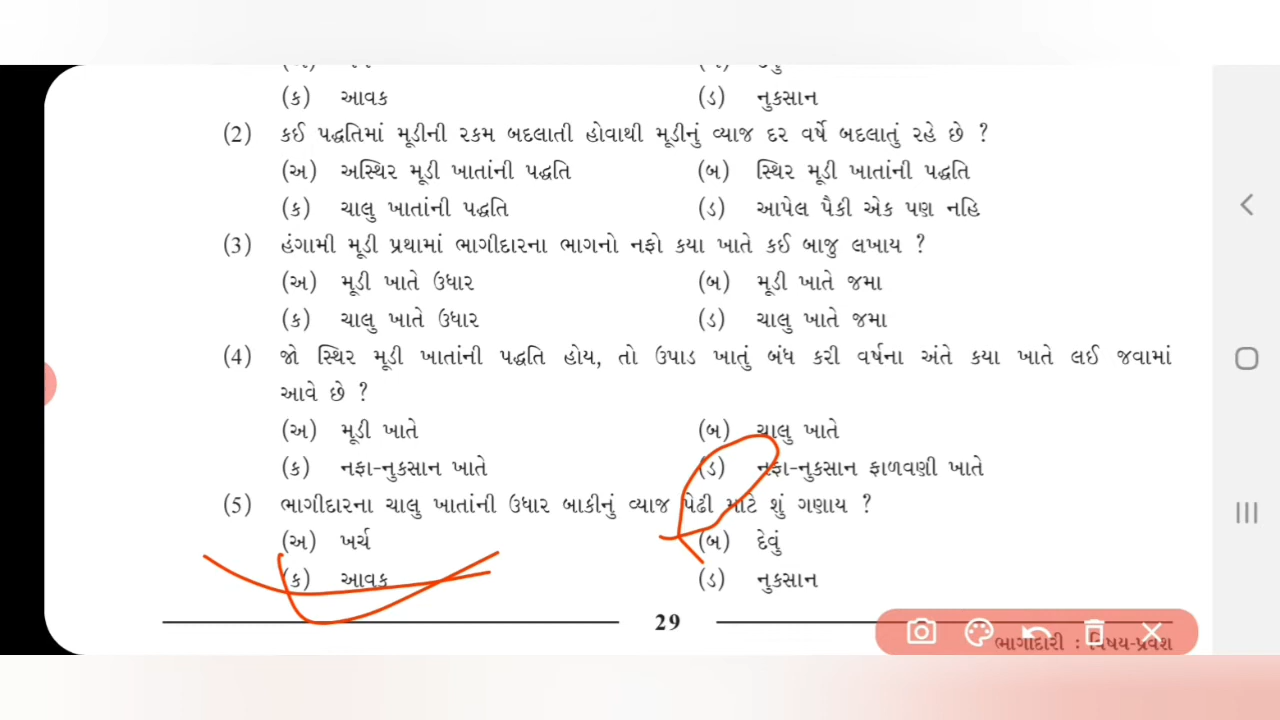 (ક) આવક (ડ) નુકસાન
(2) કઈ પદ્ધતિમાં મૂડીની રકમ બદલાતી હોવાથી મૂડીનું વ્યાજ દર વર્ષે બદલાતું રહે છે ?
(અ) અસ્થિર મૂડી ખાતાંની પદ્ધતિ (બ) સ્થિર મૂડી ખાતાંની પદ્ધતિ
(ક) ચાલુ ખાતાંની પદ્ધતિ (ડ) આપેલ પૈકી એક પણ નહિ
(3) હંગામી મૂડી પ્રથામાં ભાગીદારના ભાગનો નફો કયા ખાતે કઈ બાજુ લખાય ?
(અ) મૂડી ખાતે ઉધાર (બ) મૂડી ખાતે જમા
(ક) ચાલુ ખાતે ઉધાર (ડ) ચાલુ ખાતે જમા
(4) જો સ્થિર મૂડી ખાતાંની પદ્ધતિ હોય, તો ઉપાડ ખાતું બંધ કરી વર્ષના અંતે કયા ખાતે લઈ જવામાં
આવે છે ?
(અ) મૂડી ખાતે (બ) ચાલુ ખાતે
(ક) નફા-નુકસાન ખાતે (ડ) નફા-નુકસાન ફાળવણી ખાતે
(5) ભાગીદારના ચાલુ ખાતાંની ઉધાર બાકીનું વ્યાજ પેઢી માટે શું ગણાય ?
(અ) ખર્ચ (બ) દેવું
(ક) આવક (ડ) નુકસાન
29
ભાગીદારી : વિષય-પ્રવેશ